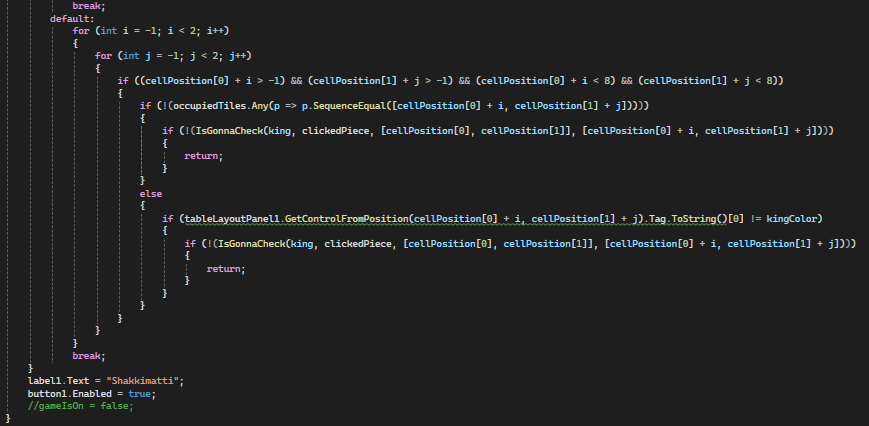 break;
default:
for (int i = -1; i < 2; i++)
{
for (int j = -1; j < 2; j++)
{
if ((cellPosition[0] + i > -1) && (cellPosition[1] + j > -1) && (cellPosition[0] + i < 8) && (cellPosition[1] + j < 8))
{
if (!(occupiedTiles.Any(p => p.SequenceEqual([cellPosition[0] + i, cellPosition[1] + j]))))
{
if (!(IsGonnaCheck(king, clickedPiece, [cellPosition[0], cellPosition[1]], [cellPosition[0] + i, cellPosition[1] + j])))
{
return;
}
}
else
{
if (tableLayoutPanel1.GetControlFromPosition(cellPosition[0] + i, cellPosition[1] + j).Tag.ToString()[0] != kingColor)
{
if (!(IsGonnaCheck(king, clickedPiece, [cellPosition[0], cellPosition[1]], [cellPosition[0] + i, cellPosition[1] + j])))
{
return;
}
}
}
}
}
}
break;
}
label1.Text = "Shakkimatti";
button1.Enabled = true;
//gameIsOn = false;
}